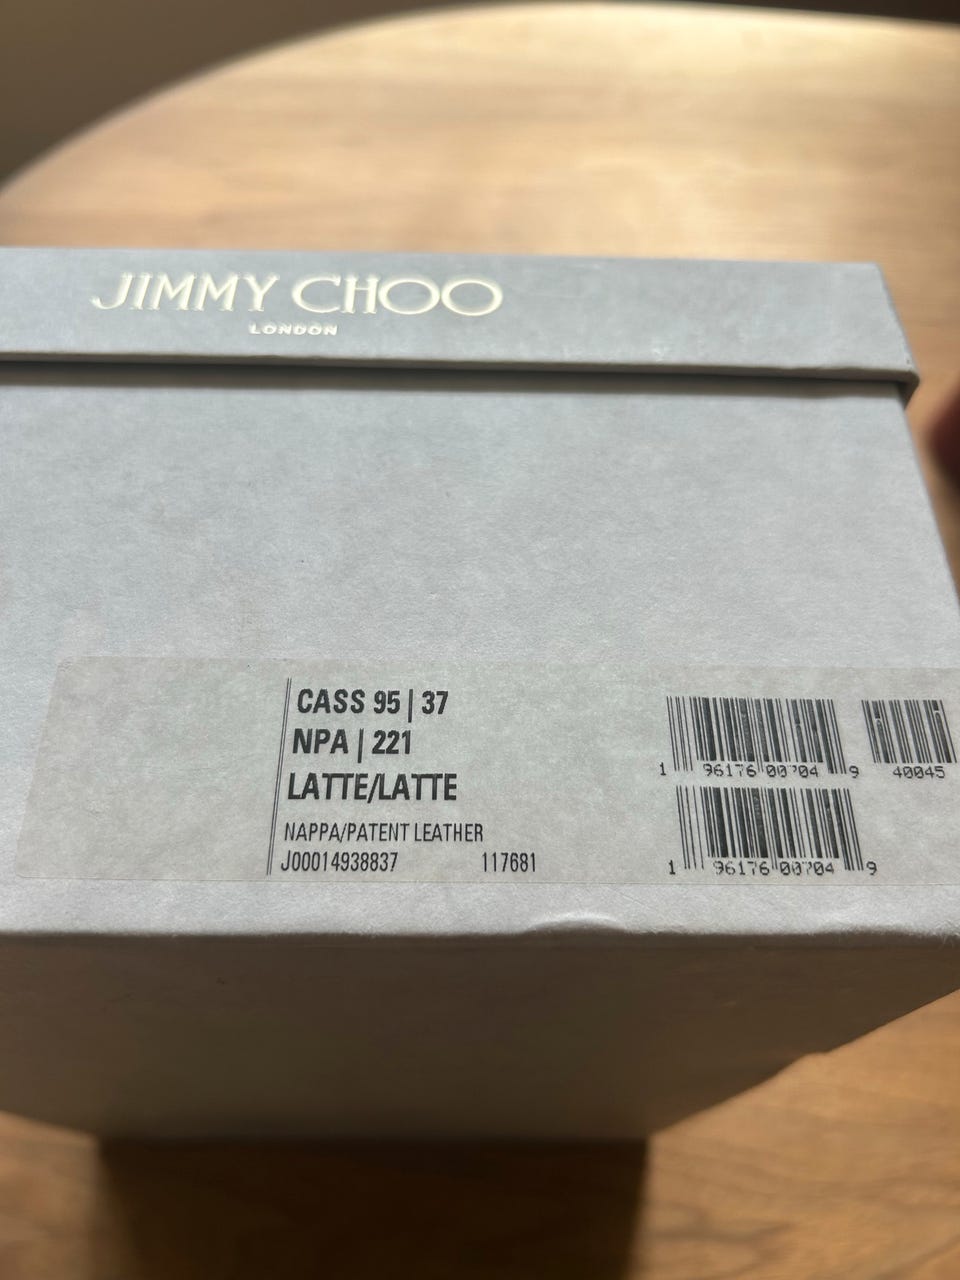 JIMMY CHOO
LONDON
CASS 95 | 37
NPA | 221
LATTE/LATTE
NAPPA/PATENT LEATHER
J00014938837 117681
1 96176 00704 9
40045
1 96176 00704 9